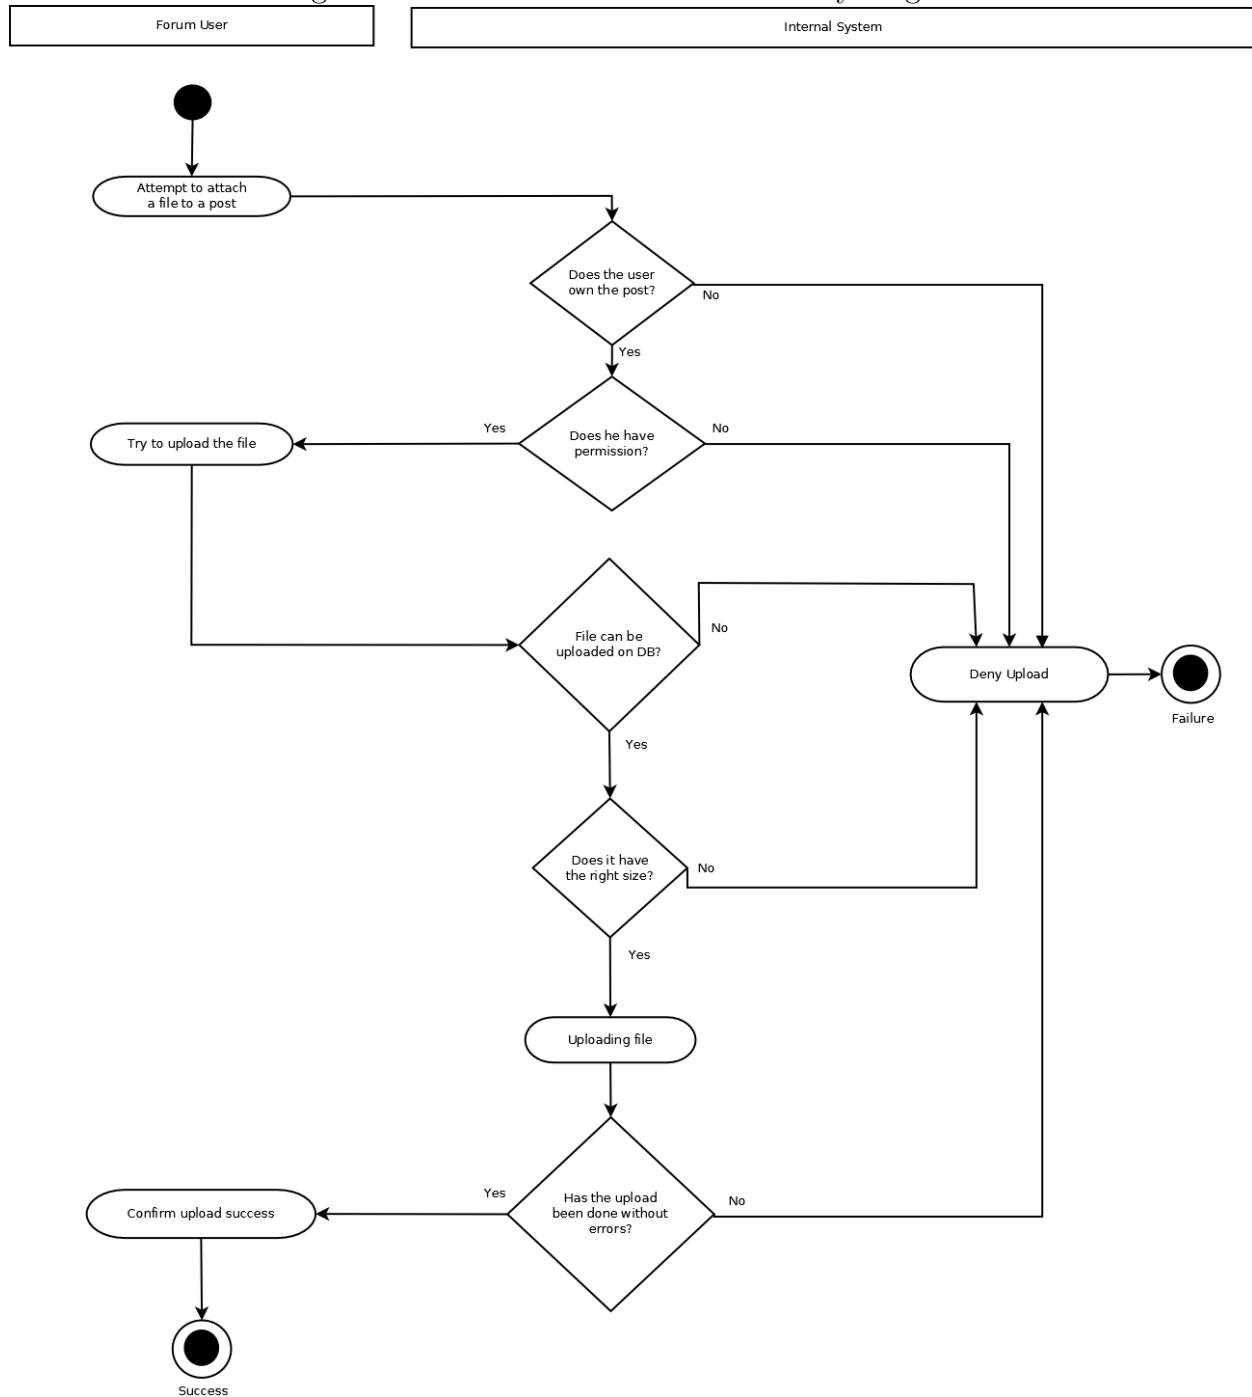 Forum User
Internal System
Attempt to attach
a file to a post
Does the user
own the post?
No
Yes
Try to upload the file
Yes
Does he have
permission?
No
File can be
uploaded on DB?
No
Deny Upload
Failure
Yes
Does it have
the right size?
No
Yes
Uploading file
Confirm upload success
Yes
Has the upload
been done without
errors?
No
Success